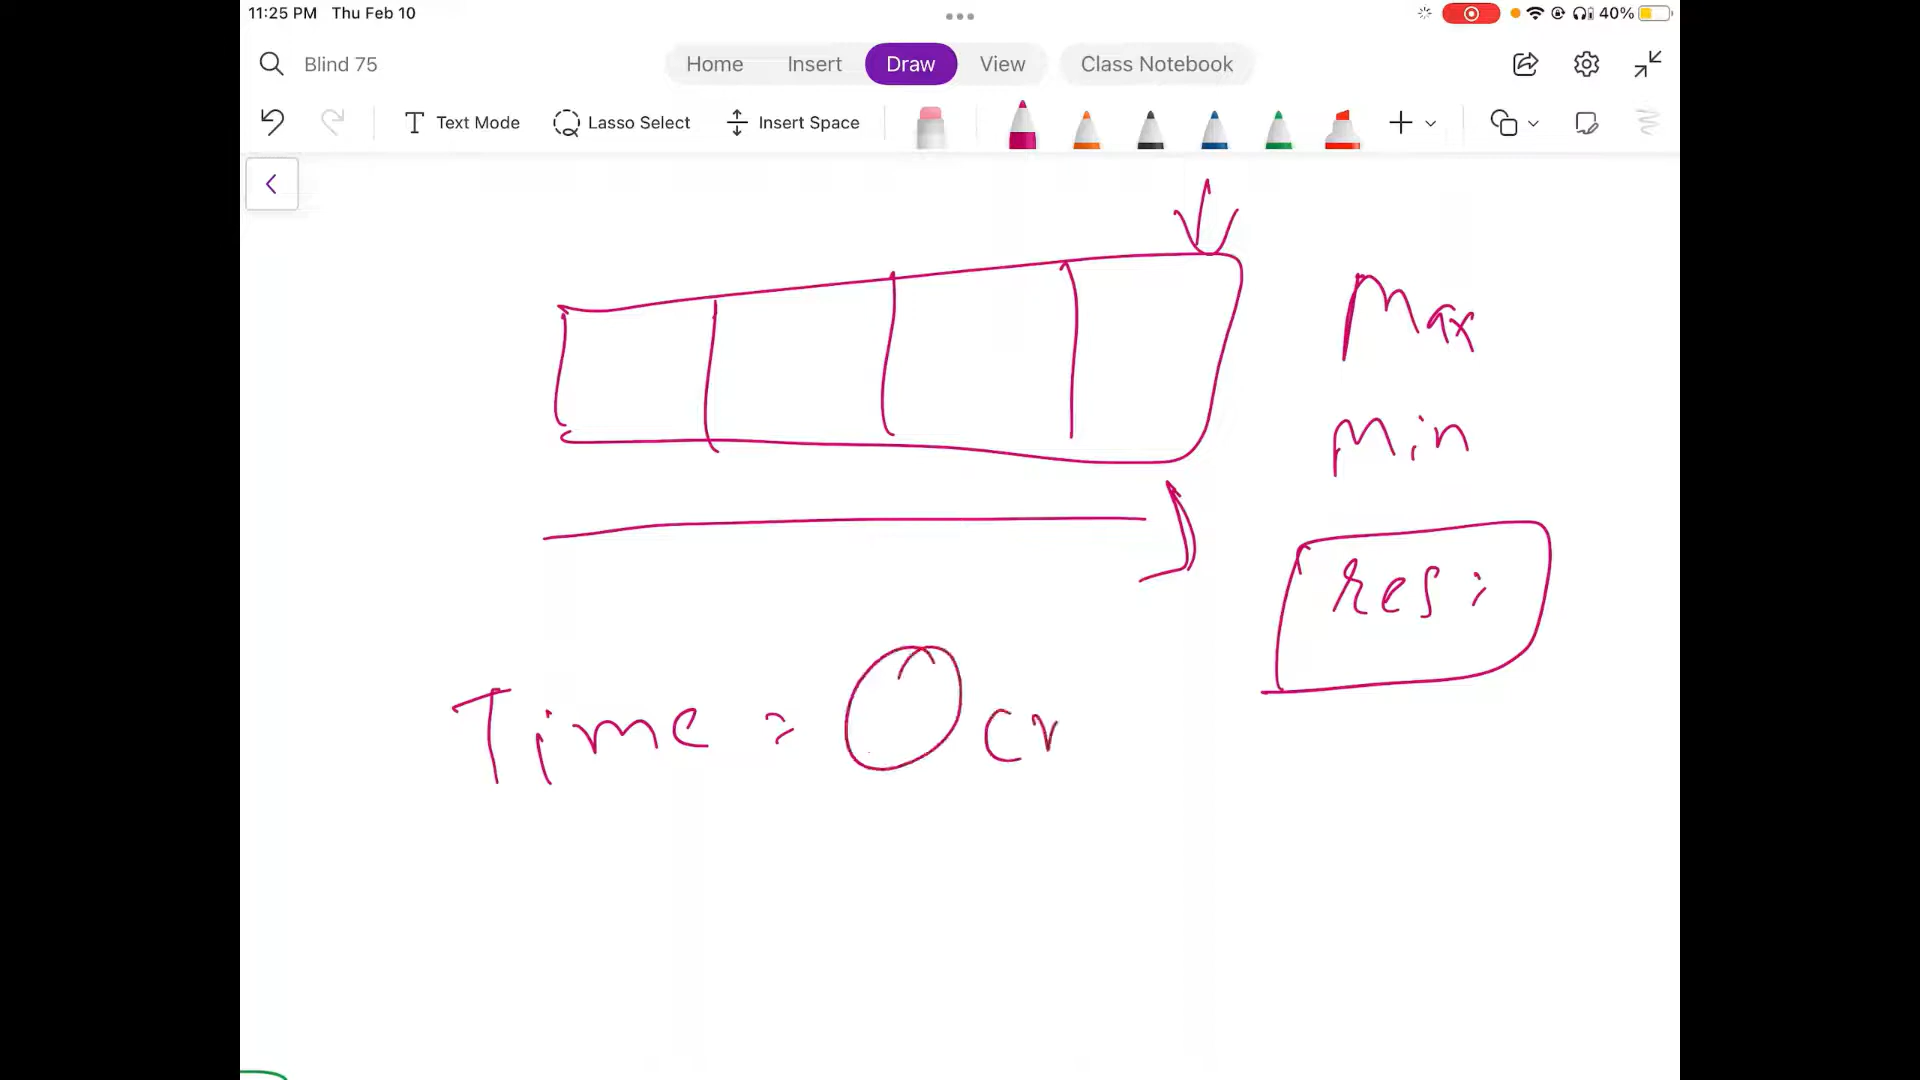 11:25 PM Thu Feb 10 40%
Blind 75 Home Insert Draw View Class Notebook
Text Mode Lasso Select Insert Space
Max
Min
res:
Time = O(n